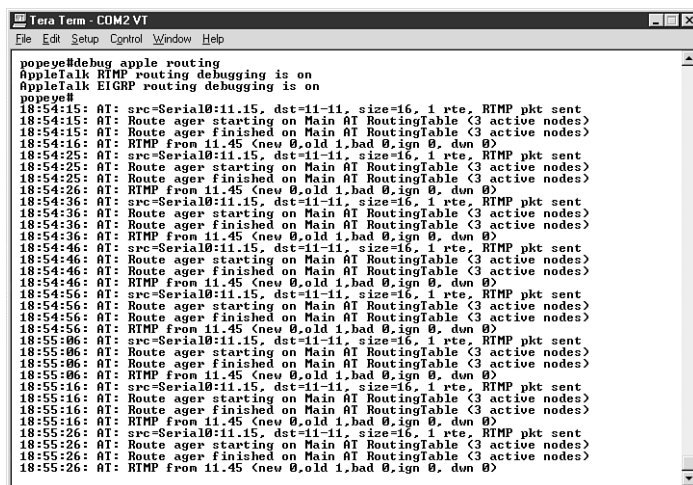 Tera Term - COM2 VT
File Edit Setup Control Window Help
popeye#debug apple routing
AppleTalk RTMP routing debugging is on
AppleTalk EIGRP routing debugging is on
popeye#
18:54:15: AT: src=Serial0:11.15, dst=11-11, size=16, 1 rte, RTMP pkt sent
18:54:15: AT: Route ager starting on Main AT RoutingTable (3 active nodes)
18:54:15: AT: Route ager finished on Main AT RoutingTable (3 active nodes)
18:54:16: AT: RTMP from 11.45 (new 0,old 1,bad 0,ign 0, dwn 0)
18:54:25: AT: src=Serial0:11.15, dst=11-11, size=16, 1 rte, RTMP pkt sent
18:54:25: AT: Route ager starting on Main AT RoutingTable (3 active nodes)
18:54:25: AT: Route ager finished on Main AT RoutingTable (3 active nodes)
18:54:26: AT: RTMP from 11.45 (new 0,old 1,bad 0,ign 0, dwn 0)
18:54:36: AT: src=Serial0:11.15, dst=11-11, size=16, 1 rte, RTMP pkt sent
18:54:36: AT: Route ager starting on Main AT RoutingTable (3 active nodes)
18:54:36: AT: Route ager finished on Main AT RoutingTable (3 active nodes)
18:54:36: AT: RTMP from 11.45 (new 0,old 1,bad 0,ign 0, dwn 0)
18:54:46: AT: src=Serial0:11.15, dst=11-11, size=16, 1 rte, RTMP pkt sent
18:54:46: AT: Route ager starting on Main AT RoutingTable (3 active nodes)
18:54:46: AT: Route ager finished on Main AT RoutingTable (3 active nodes)
18:54:46: AT: RTMP from 11.45 (new 0,old 1,bad 0,ign 0, dwn 0)
18:54:56: AT: src=Serial0:11.15, dst=11-11, size=16, 1 rte, RTMP pkt sent
18:54:56: AT: Route ager starting on Main AT RoutingTable (3 active nodes)
18:54:56: AT: Route ager finished on Main AT RoutingTable (3 active nodes)
18:54:56: AT: RTMP from 11.45 (new 0,old 1,bad 0,ign 0, dwn 0)
18:55:06: AT: src=Serial0:11.15, dst=11-11, size=16, 1 rte, RTMP pkt sent
18:55:06: AT: Route ager starting on Main AT RoutingTable (3 active nodes)
18:55:06: AT: Route ager finished on Main AT RoutingTable (3 active nodes)
18:55:06: AT: RTMP from 11.45 (new 0,old 1,bad 0,ign 0, dwn 0)
18:55:16: AT: src=Serial0:11.15, dst=11-11, size=16, 1 rte, RTMP pkt sent
18:55:16: AT: Route ager starting on Main AT RoutingTable (3 active nodes)
18:55:16: AT: Route ager finished on Main AT RoutingTable (3 active nodes)
18:55:16: AT: RTMP from 11.45 (new 0,old 1,bad 0,ign 0, dwn 0)
18:55:26: AT: src=Serial0:11.15, dst=11-11, size=16, 1 rte, RTMP pkt sent
18:55:26: AT: Route ager starting on Main AT RoutingTable (3 active nodes)
18:55:26: AT: Route ager finished on Main AT RoutingTable (3 active nodes)
18:55:26: AT: RTMP from 11.45 (new 0,old 1,bad 0,ign 0, dwn 0)